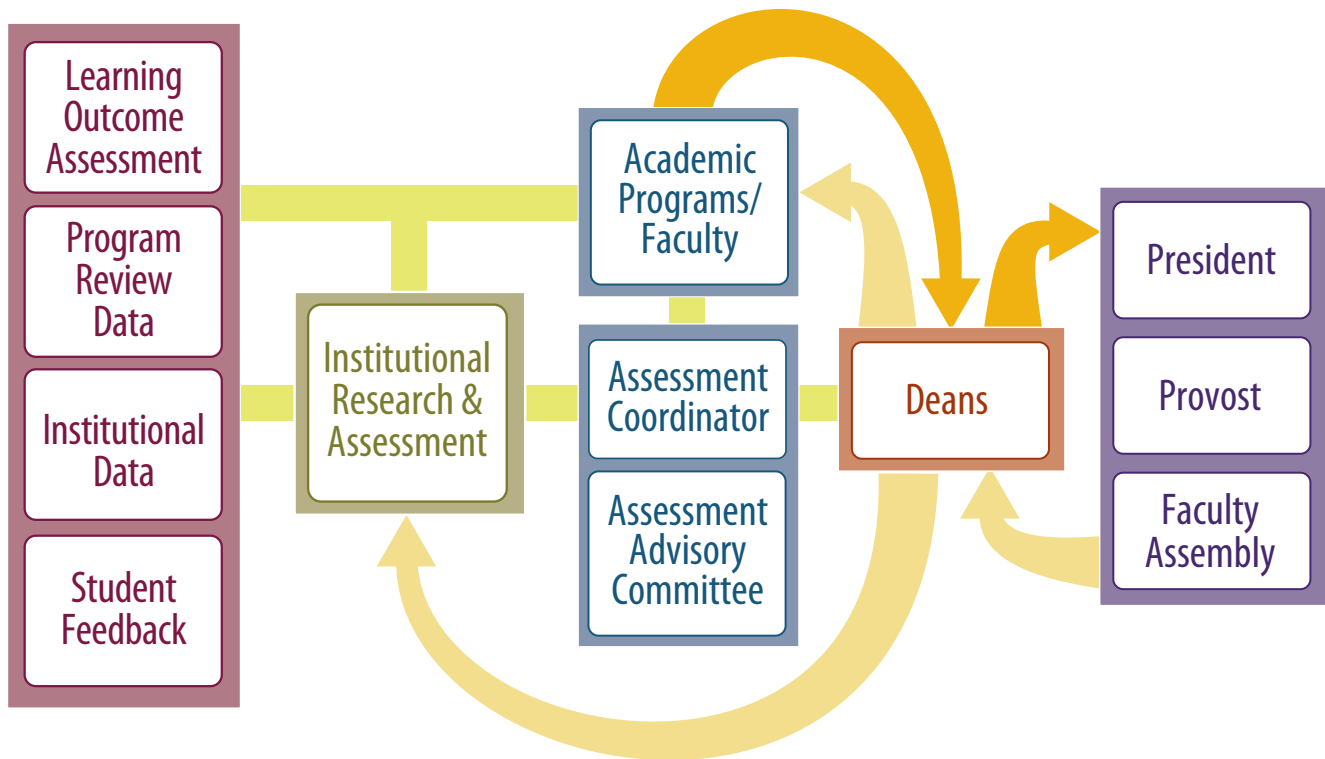 Learning
Outcome
Assessment
Program
Review
Data
Institutional
Data
Student
Feedback
Institutional
Research &
Assessment
Academic
Programs/
Faculty
Assessment
Coordinator
Assessment
Advisory
Committee
Deans
President
Provost
Faculty
Assembly